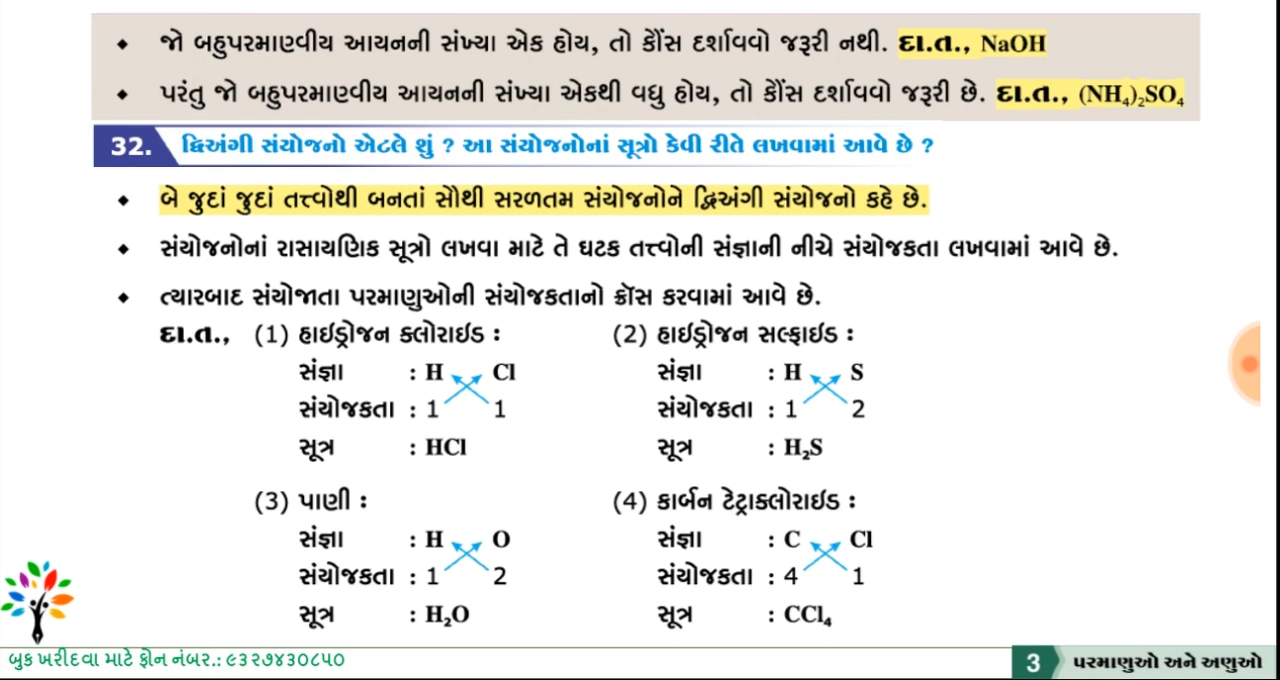 ♦ જો બહુપરમાણ્વીય આયનની સંખ્યા એક હોય, તો કૌંસ દર્શાવવો જરૂરી નથી. દા.ત., NaOH
♦ પરંતુ જો બહુપરમાણ્વીય આયનની સંખ્યા એકથી વધુ હોય, તો કૌંસ દર્શાવવો જરૂરી છે. દા.ત., (NH₄)₂SO₄
32. દ્વિઅંગી સંયોજનો એટલે શું ? આ સંયોજનોનાં સૂત્રો કેવી રીતે લખવામાં આવે છે ?
♦ બે જુદાં જુદાં તત્ત્વોથી બનતાં સૌથી સરળતમ સંયોજનોને દ્વિઅંગી સંયોજનો કહે છે.
♦ સંયોજનોનાં રાસાયણિક સૂત્રો લખવા માટે તે ઘટક તત્ત્વોની સંજ્ઞાની નીચે સંયોજકતા લખવામાં આવે છે.
♦ ત્યારબાદ સંયોજાતા પરમાણુઓની સંયોજકતાનો ક્રૉસ કરવામાં આવે છે.
દા.ત., (1) હાઇડ્રોજન ક્લોરાઇડ :
સંજ્ઞા : H Cl
સંયોજકતા : 1 1
સૂત્ર : HCl
(2) હાઇડ્રોજન સલ્ફાઇડ :
સંજ્ઞા : H S
સંયોજકતા : 1 2
સૂત્ર : H₂S
(3) પાણી :
સંજ્ઞા : H O
સંયોજકતા : 1 2
સૂત્ર : H₂O
(4) કાર્બન ટેટ્રાક્લોરાઇડ :
સંજ્ઞા : C Cl
સંયોજકતા : 4 1
સૂત્ર : CCl₄
બુક ખરીદવા માટે ફોન નંબર.: ૯૩૨૭૪૩૦૮૫૦
3 પરમાણુઓ અને અણુઓ